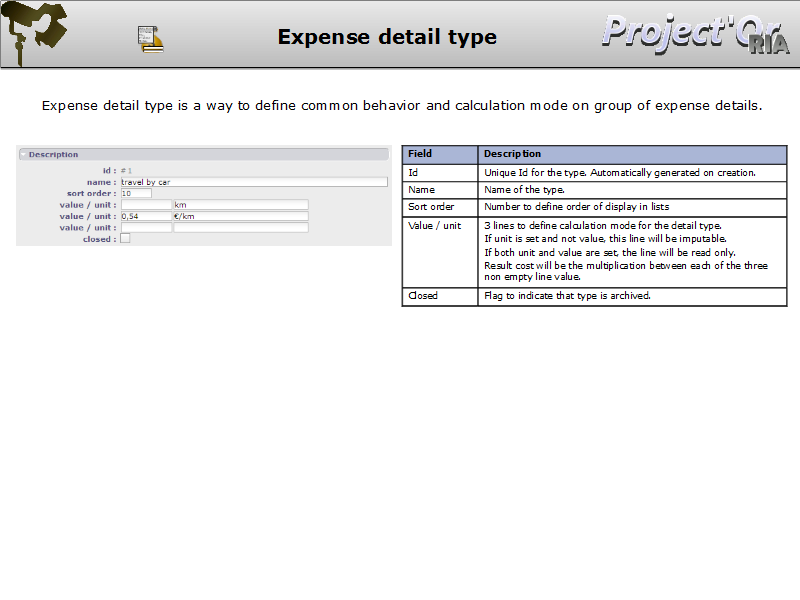 Expense detail type
Project'Or
RIA
Expense detail type is a way to define common behavior and calculation mode on group of expense details.
Description
id : #1
name : travel by car
sort order : 10
value / unit : km
value / unit : 0,54 €/km
value / unit :
closed :
Field Description
Id Unique Id for the type. Automatically generated on creation.
Name Name of the type.
Sort order Number to define order of display in lists
Value / unit 3 lines to define calculation mode for the detail type.
If unit is set and not value, this line will be imputable.
If both unit and value are set, the line will be read only.
Result cost will be the multiplication between each of the three
non empty line value.
Closed Flag to indicate that type is archived.